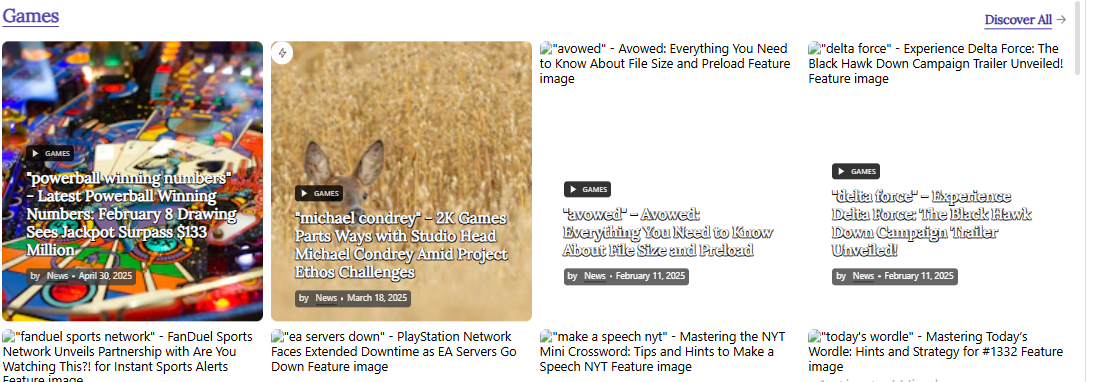 Games
Discover All →
GAMES
"powerball winning numbers"
– Latest Powerball Winning
Numbers: February 8 Drawing
Sees Jackpot Surpass $133
Million
by News • April 30, 2025
GAMES
"michael condrey" – 2K Games
Parts Ways with Studio Head
Michael Condrey Amid Project
Ethos Challenges
by News • March 18, 2025
"avowed" - Avowed: Everything You Need
to Know About File Size and Preload Feature
image
GAMES
"avowed" – Avowed:
Everything You Need to Know
About File Size and Preload
by News • February 11, 2025
"delta force" - Experience Delta Force: The
Black Hawk Down Campaign Trailer Unveiled!
Feature image
GAMES
"delta force" – Experience
Delta Force: The Black Hawk
Down Campaign Trailer
Unveiled!
by News • February 11, 2025
"fanduel sports network" - FanDuel Sports
Network Unveils Partnership with Are You
Watching This?! for Instant Sports Alerts
Feature image
"ea servers down" - PlayStation Network
Faces Extended Downtime as EA Servers Go
Down Feature image
"make a speech nyt" - Mastering the NYT
Mini Crossword: Tips and Hints to Make a
Speech NYT Feature image
"today's wordle" - Mastering Today's
Wordle: Hints and Strategy for #1332 Feature
image